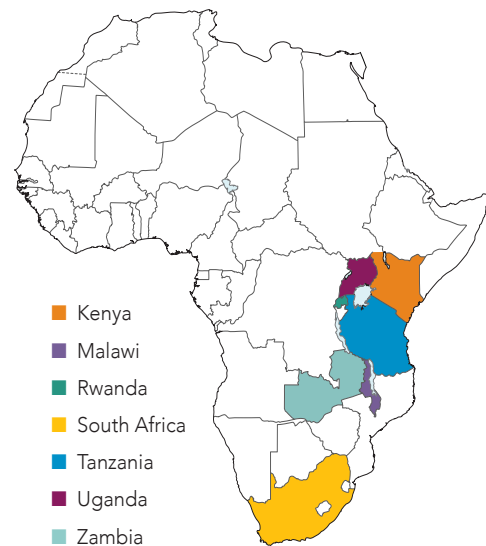 Kenya
Malawi
Rwanda
South Africa
Tanzania
Uganda
Zambia